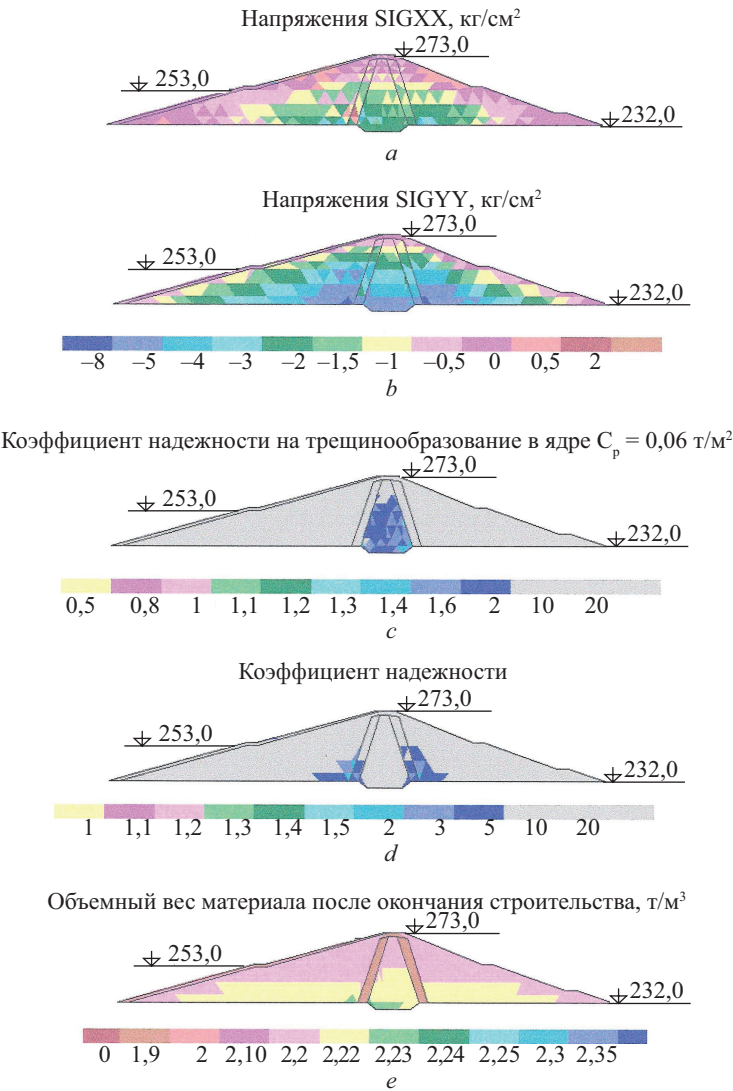 Напряжения SIGXX, кг/см²
273,0
253,0
232,0
a
Напряжения SIGYY, кг/см²
273,0
253,0
232,0
–8 –5 –4 –3 –2 –1,5 –1 –0,5 0 0,5 2
b
Коэффициент надежности на трещинообразование в ядре Cр = 0,06 т/м²
273,0
253,0
232,0
0,5 0,8 1 1,1 1,2 1,3 1,4 1,6 2 10 20
c
Коэффициент надежности
273,0
253,0
232,0
1 1,1 1,2 1,3 1,4 1,5 2 3 5 10 20
d
Объемный вес материала после окончания строительства, т/м³
273,0
253,0
232,0
0 1,9 2 2,10 2,2 2,22 2,23 2,24 2,25 2,3 2,35
e